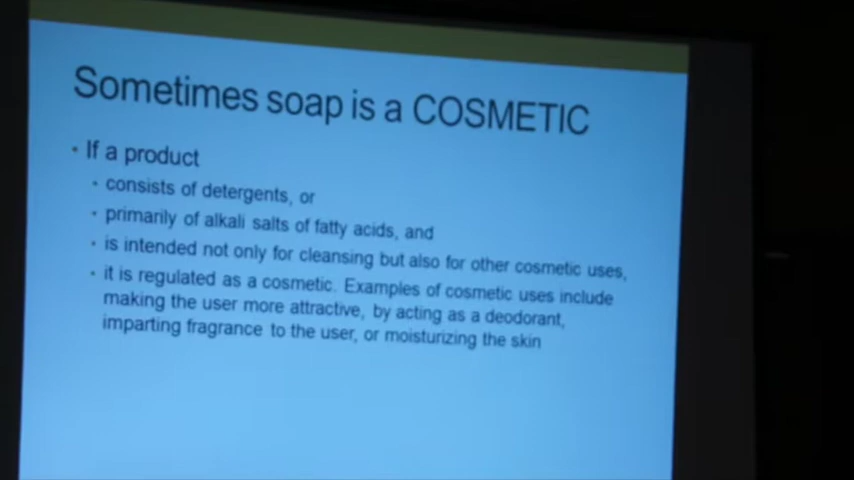 Sometimes soap is a COSMETIC
• If a product
• consists of detergents, or
• primarily of alkali salts of fatty acids, and
• is intended not only for cleansing but also for other cosmetic uses,
• it is regulated as a cosmetic. Examples of cosmetic uses include
making the user more attractive, by acting as a deodorant,
imparting fragrance to the user, or moisturizing the skin